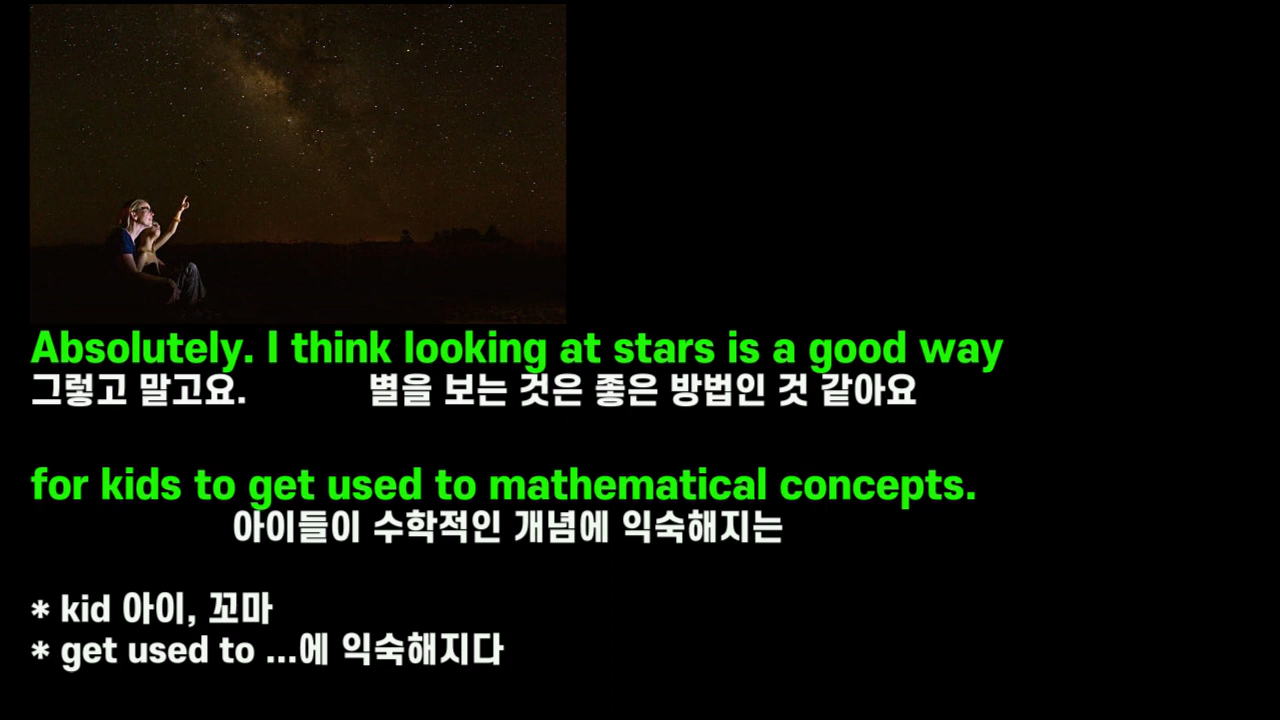 Absolutely. I think looking at stars is a good way
그렇고 말고요. 별을 보는 것은 좋은 방법인 것 같아요
for kids to get used to mathematical concepts.
아이들이 수학적인 개념에 익숙해지는
* kid 아이, 꼬마
* get used to ...에 익숙해지다